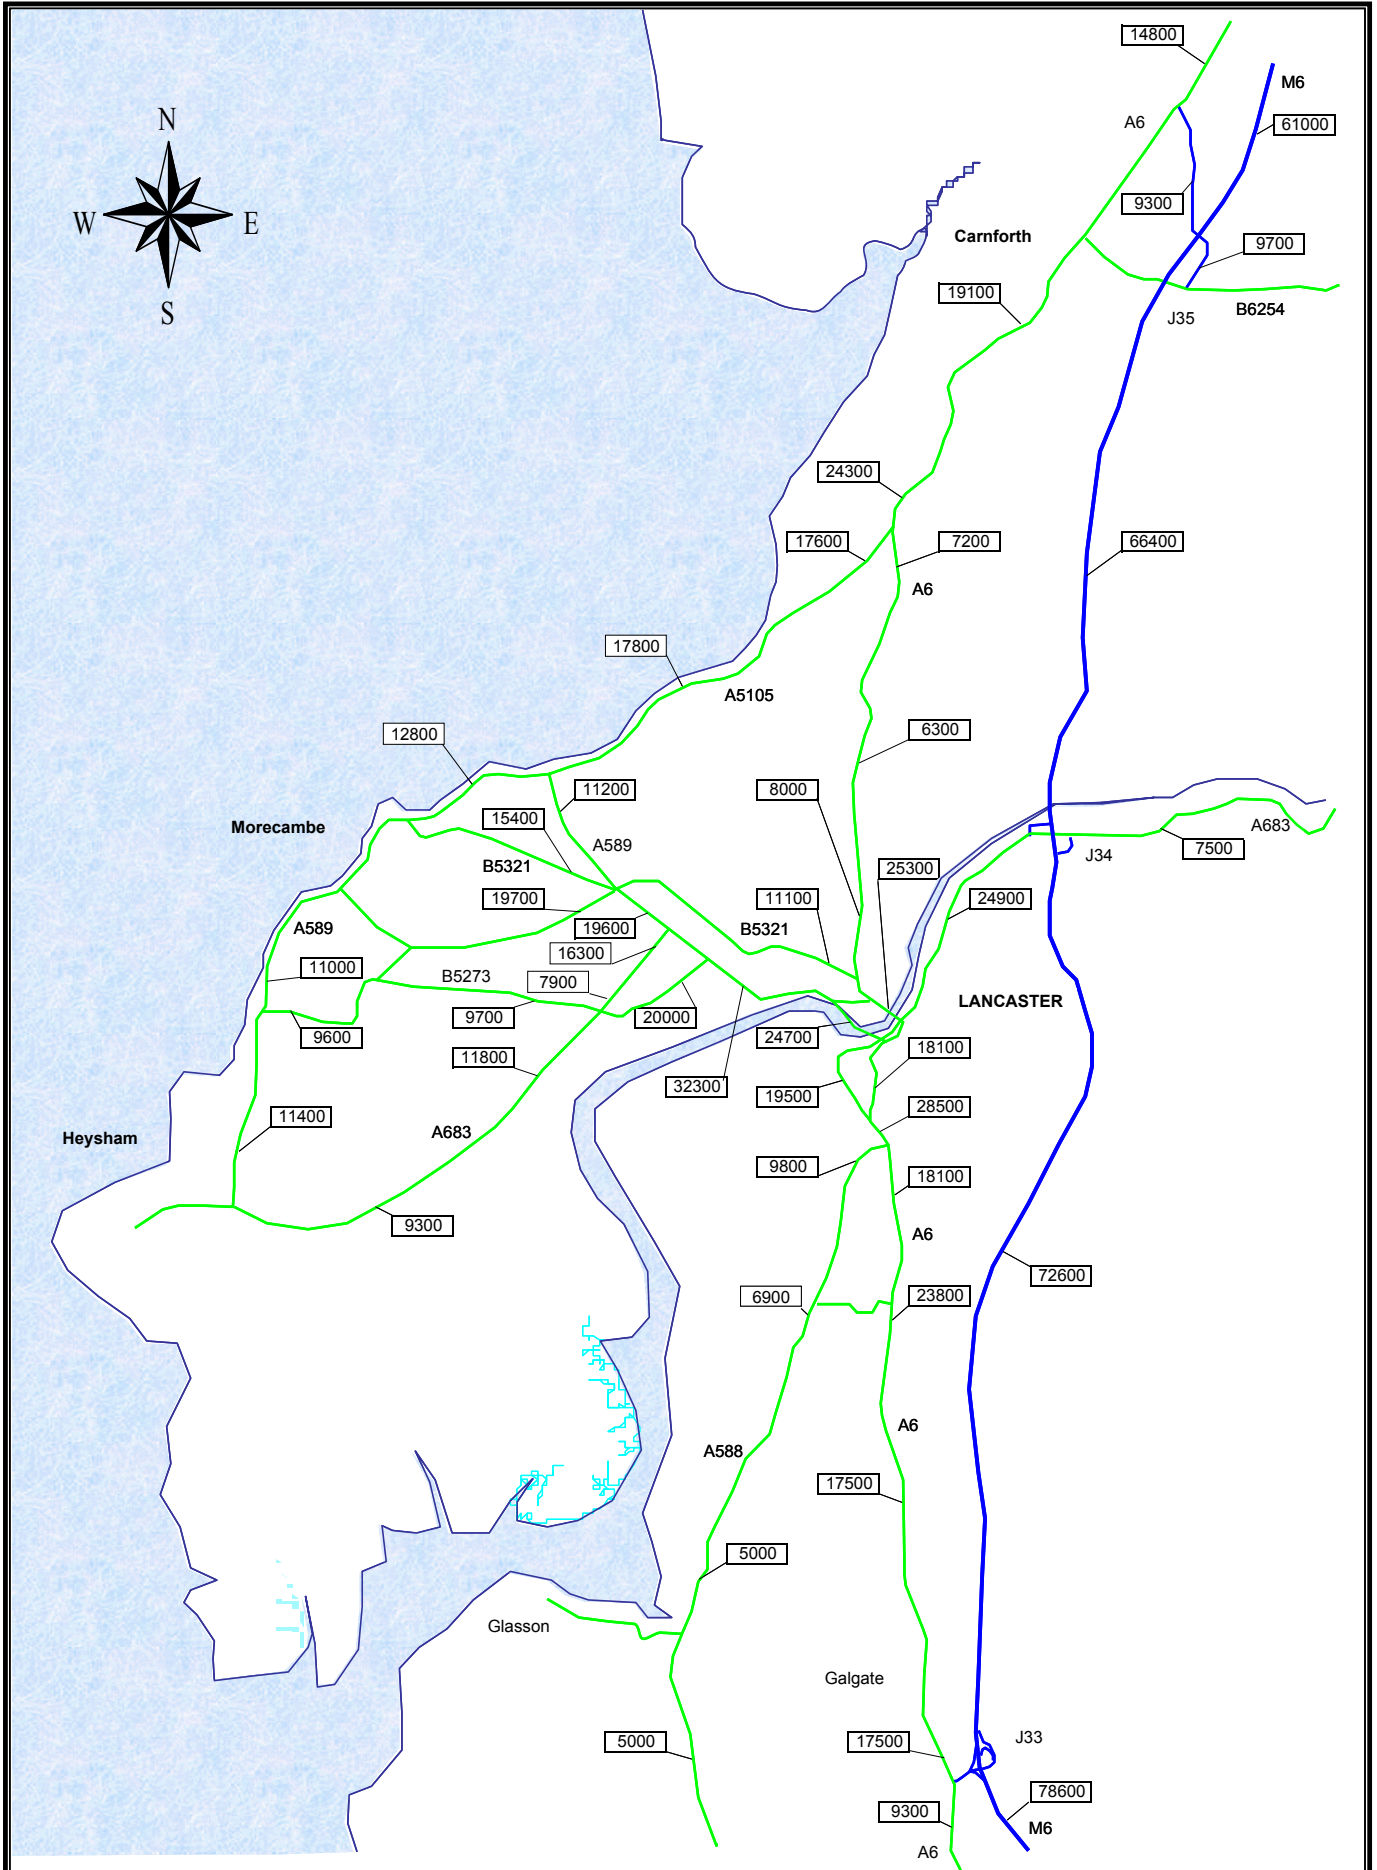 14800
M6
N
A6
61000
9300
W
E
Carnforth
9700
19100
S
J35
B6254
24300
17600
7200
66400
A6
17800
A5105
12800
6300
11200
8000
15400
Morecambe
A589
A683
J34
7500
B5321
25300
19700
11100
24900
A589
19600
B5321
16300
11000
B5273
7900
LANCASTER
9700
20000
9600
24700
18100
11800
32300
19500
28500
11400
A683
Heysham
9800
18100
9300
A6
72600
6900
23800
A6
A588
17500
5000
Glasson
Galgate
J33
5000
17500
78600
9300
M6
A6